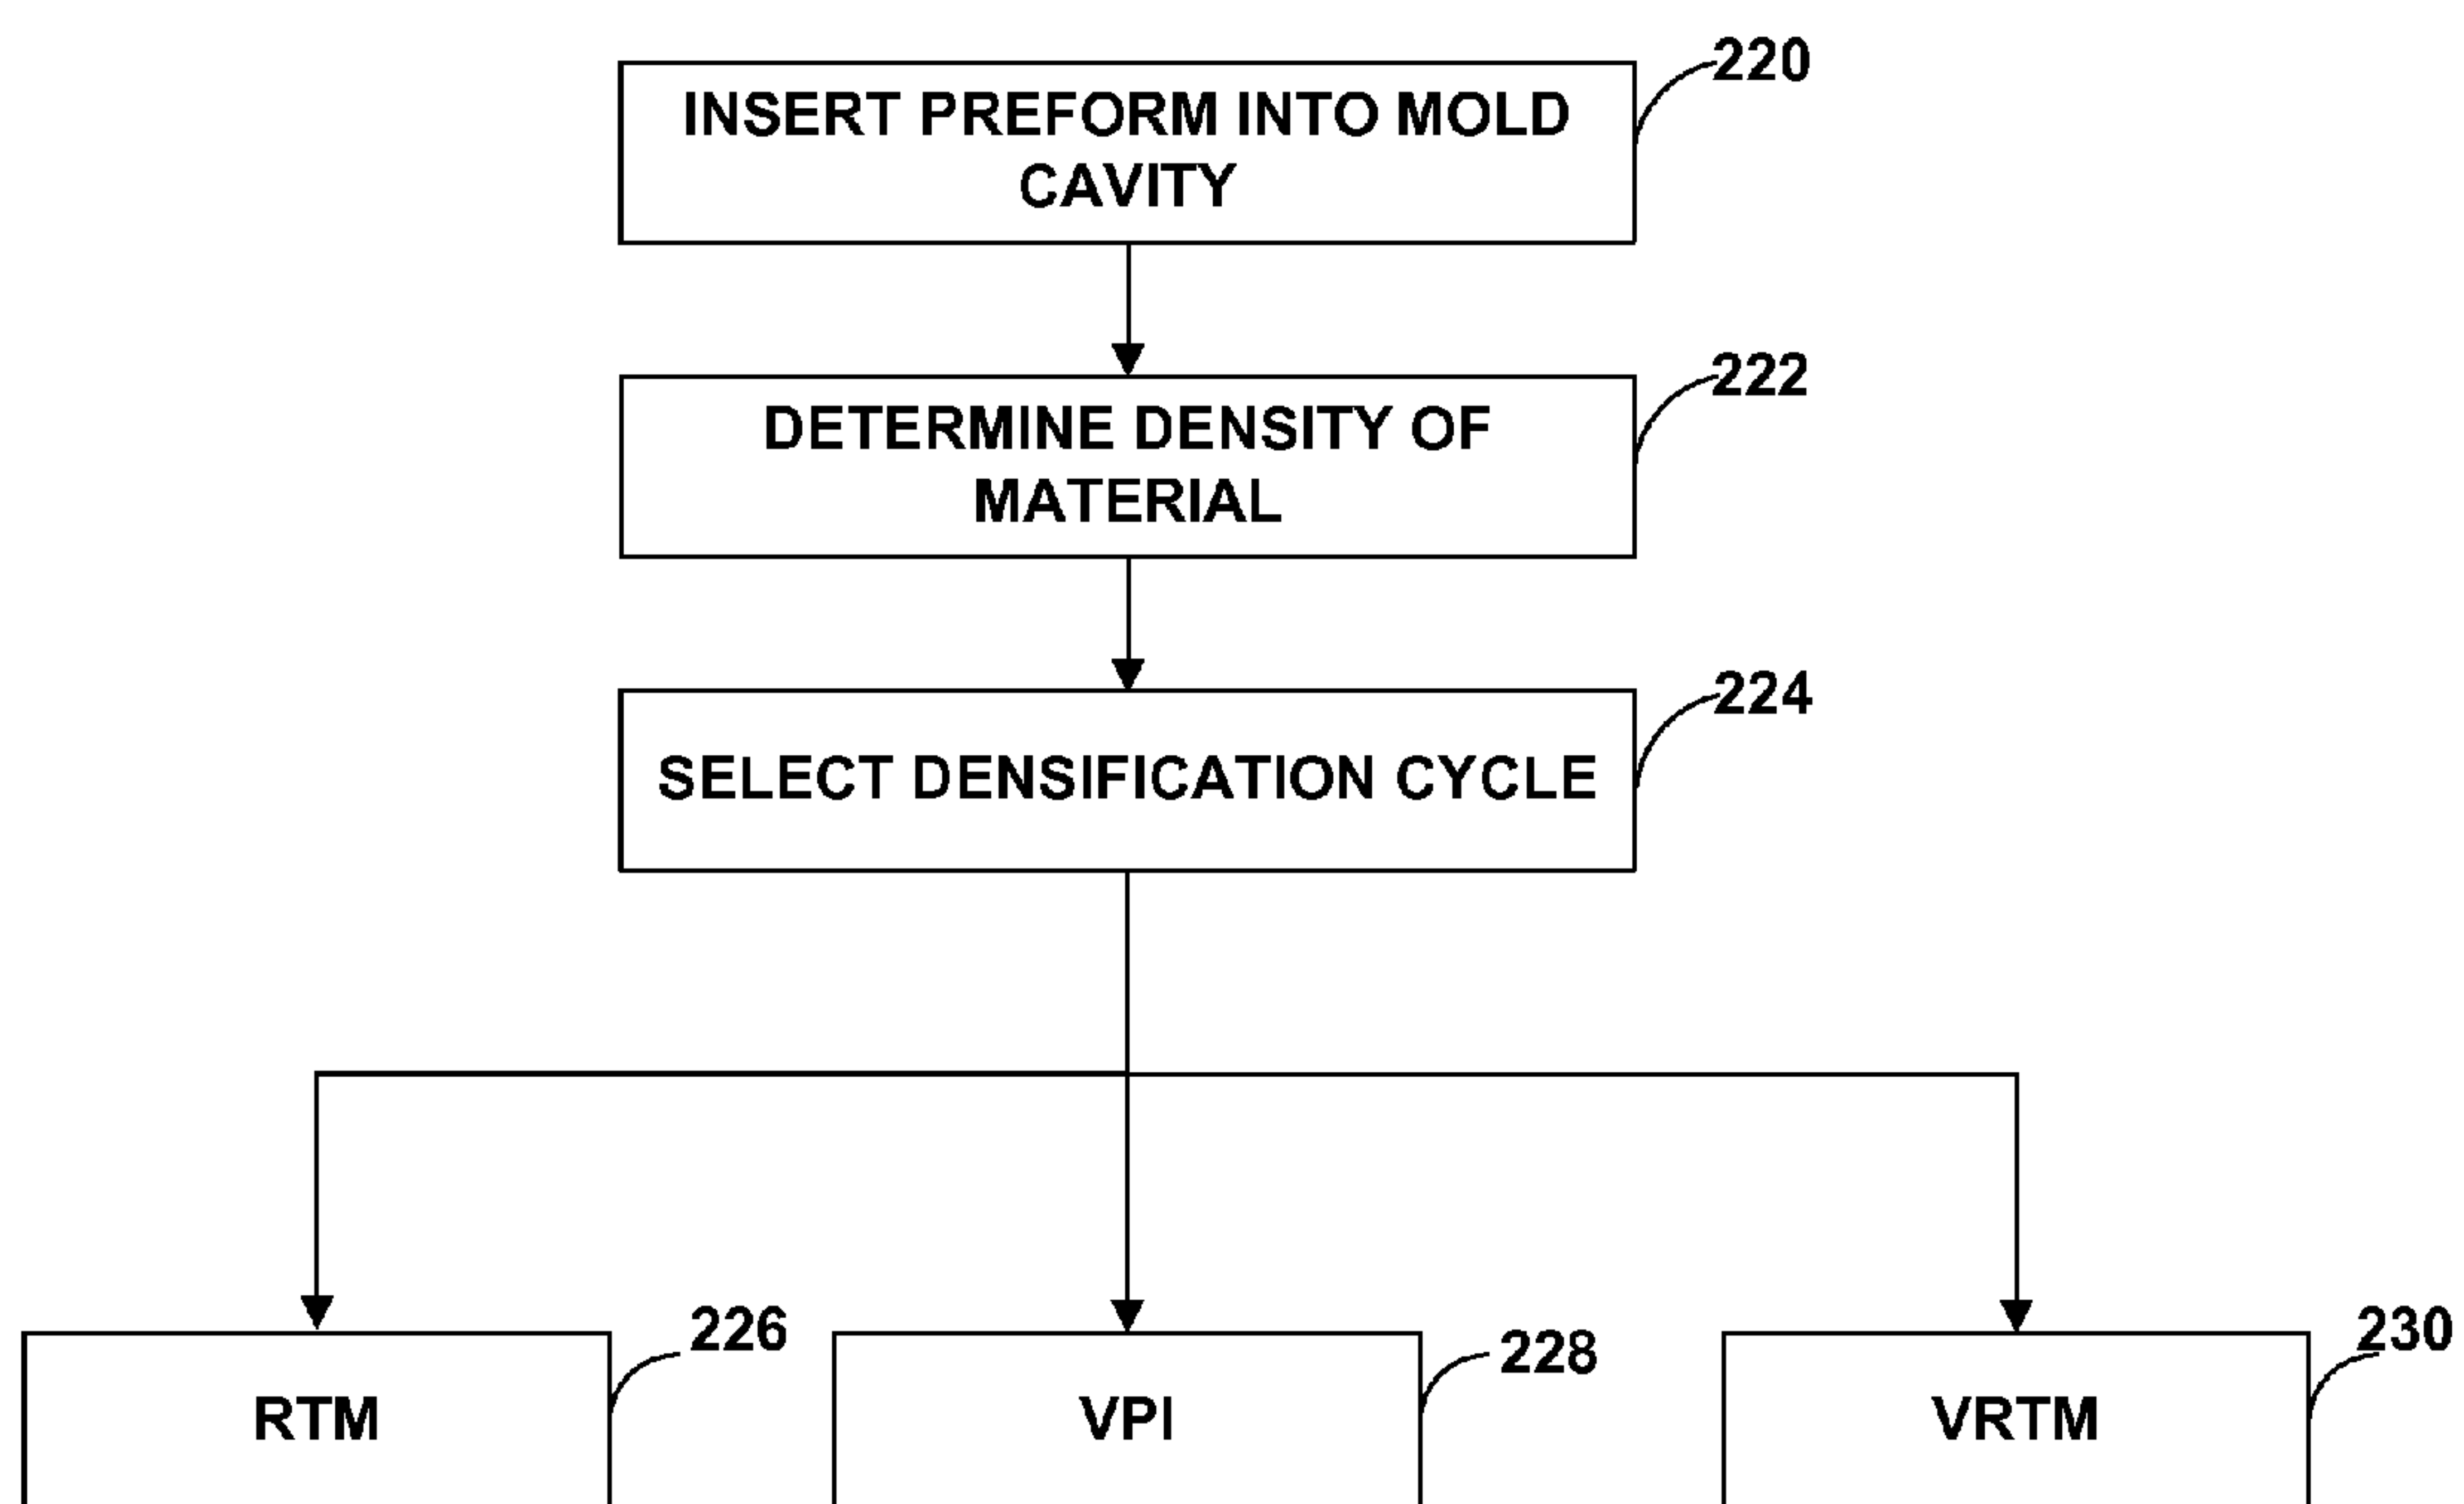 220
INSERT PREFORM INTO MOLD
CAVITY
222
DETERMINE DENSITY OF
MATERIAL
224
SELECT DENSIFICATION CYCLE
226
RTM
228
VPI
230
VRTM